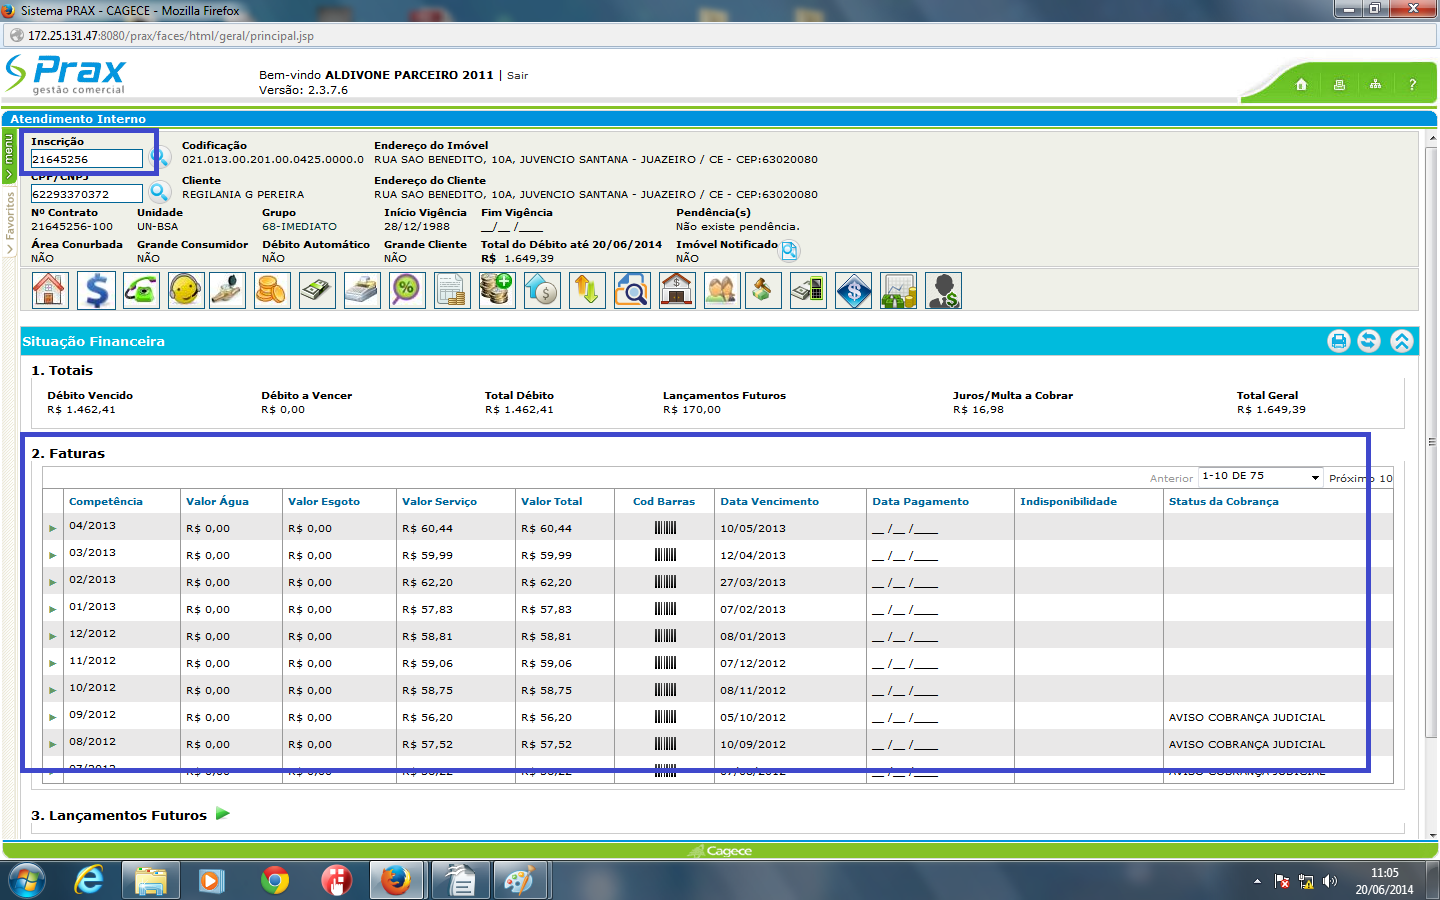 Sistema PRAX - CAGECE - Mozilla Firefox
172.25.131.47:8080/prax/faces/html/geral/principal.jsp
Prax
gestão comercial
Bem-vindo ALDIVONE PARCEIRO 2011 | Sair
Versão: 2.3.7.6
?
Atendimento Interno
menu
Favoritos
Inscrição
21645256
Codificação
021.013.00.201.00.0425.0000.0
Endereço do Imóvel
RUA SAO BENEDITO, 10A, JUVENCIO SANTANA - JUAZEIRO / CE - CEP:63020080
CPF/CNPJ
62293370372
Cliente
REGILANIA G PEREIRA
Endereço do Cliente
RUA SAO BENEDITO, 10A, JUVENCIO SANTANA - JUAZEIRO / CE - CEP:63020080
Nº Contrato Unidade Grupo Início Vigência Fim Vigência Pendência(s)
21645256-100 UN-BSA 68-IMEDIATO 28/12/1988 __/__ /____ Não existe pendência.
Área Conurbada Grande Consumidor Débito Automático Grande Cliente Total do Débito até 20/06/2014 Imóvel Notificado
NÃO NÃO NÃO NÃO R$ 1.649,39 NÃO
Situação Financeira
1. Totais
Débito Vencido Débito a Vencer Total Débito Lançamentos Futuros Juros/Multa a Cobrar Total Geral
R$ 1.462,41 R$ 0,00 R$ 1.462,41 R$ 170,00 R$ 16,98 R$ 1.649,39
2. Faturas
Anterior 1-10 DE 75 Próximo 10
Competência Valor Água Valor Esgoto Valor Serviço Valor Total Cod Barras Data Vencimento Data Pagamento Indisponibilidade Status da Cobrança
04/2013 R$ 0,00 R$ 0,00 R$ 60,44 R$ 60,44 10/05/2013 __ /__ /____
03/2013 R$ 0,00 R$ 0,00 R$ 59,99 R$ 59,99 12/04/2013 __ /__ /____
02/2013 R$ 0,00 R$ 0,00 R$ 62,20 R$ 62,20 27/03/2013 __ /__ /____
01/2013 R$ 0,00 R$ 0,00 R$ 57,83 R$ 57,83 07/02/2013 __ /__ /____
12/2012 R$ 0,00 R$ 0,00 R$ 58,81 R$ 58,81 08/01/2013 __ /__ /____
11/2012 R$ 0,00 R$ 0,00 R$ 59,06 R$ 59,06 07/12/2012 __ /__ /____
10/2012 R$ 0,00 R$ 0,00 R$ 58,75 R$ 58,75 08/11/2012 __ /__ /____
09/2012 R$ 0,00 R$ 0,00 R$ 56,20 R$ 56,20 05/10/2012 __ /__ /____ AVISO COBRANÇA JUDICIAL
08/2012 R$ 0,00 R$ 0,00 R$ 57,52 R$ 57,52 10/09/2012 __ /__ /____ AVISO COBRANÇA JUDICIAL
3. Lançamentos Futuros
Cagece
11:05
20/06/2014